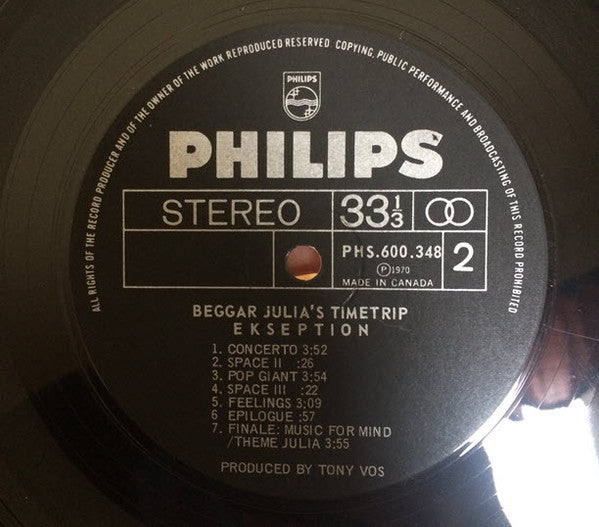 ALL RIGHTS OF THE RECORD PRODUCER AND OF THE OWNER OF THE WORK REPRODUCED RESERVED COPYING, PUBLIC PERFORMANCE AND BROADCASTING OF THIS RECORD PROHIBITED
PHILIPS
PHILIPS
STEREO 33⅓
PHS.600.348 2
Ⓟ1970
MADE IN CANADA
BEGGAR JULIA'S TIMETRIP
EKSEPTION
1. CONCERTO 3:52
2. SPACE II :26
3. POP GIANT 3:54
4. SPACE III :22
5. FEELINGS 3;09
6 EPILOGUE :57
7. FINALE: MUSIC FOR MIND
/THEME JULIA 3:55
PRODUCED BY TONY VOS